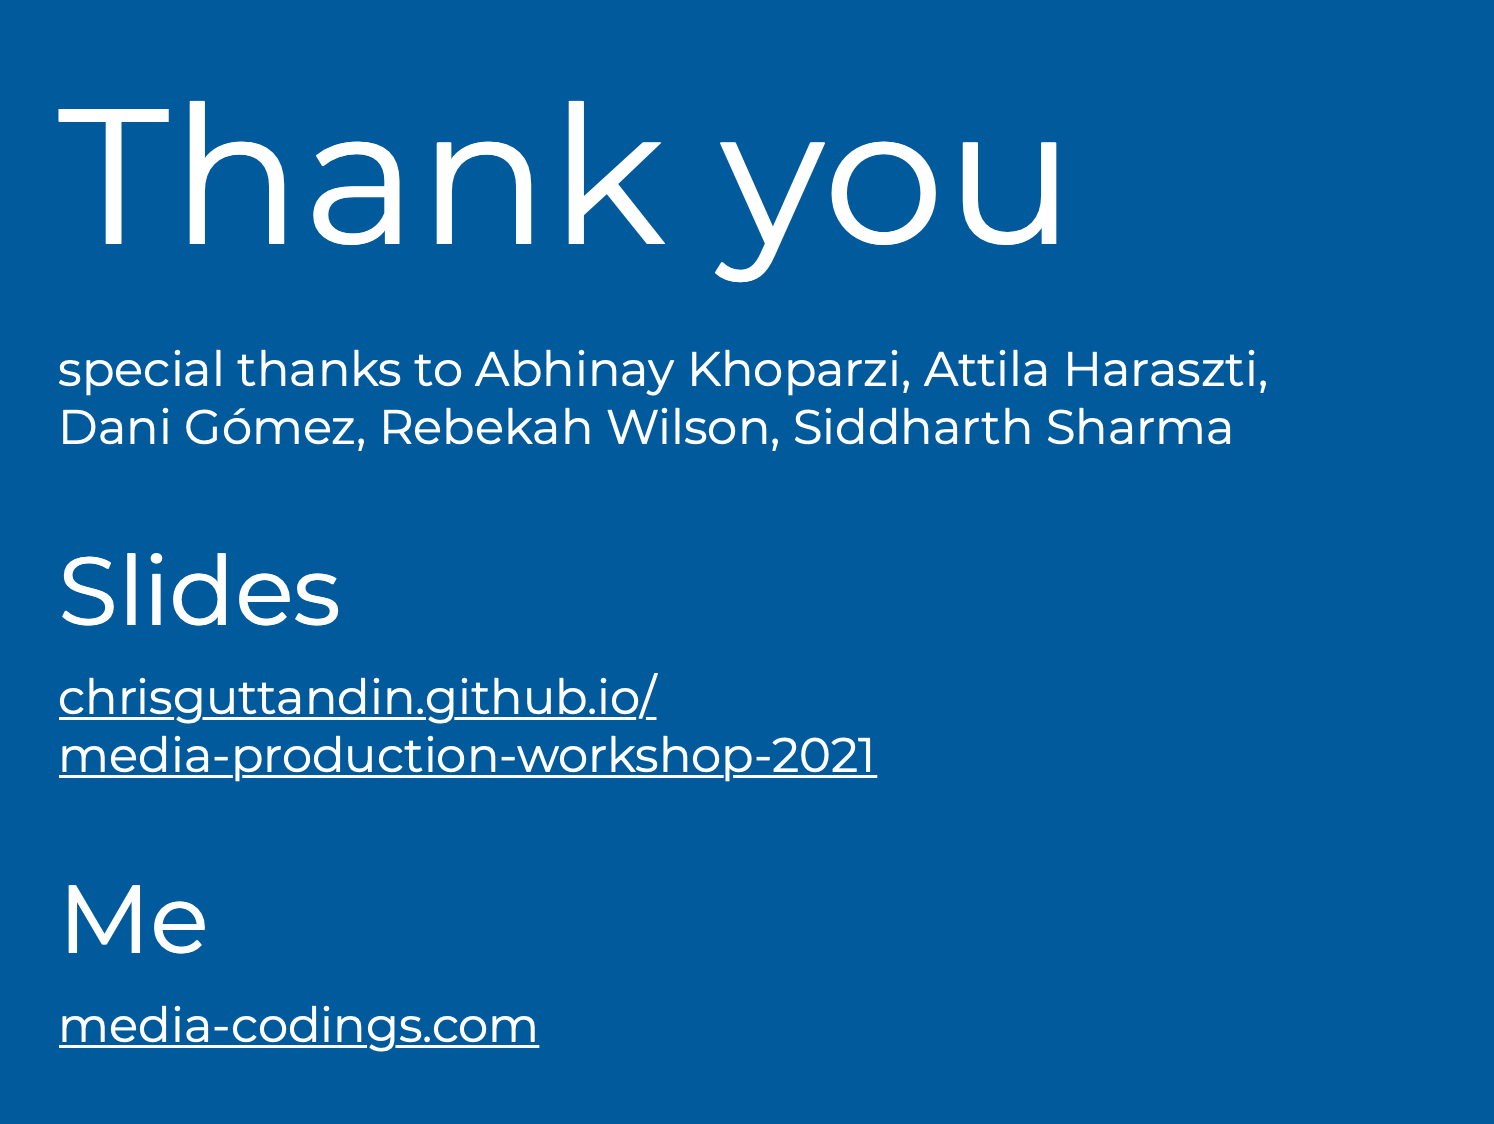 Thank you
special thanks to Abhinay Khoparzi, Attila Haraszti,
Dani Gómez, Rebekah Wilson, Siddharth Sharma
Slides
chrisguttandin.github.io/
media-production-workshop-2021
Me
media-codings.com